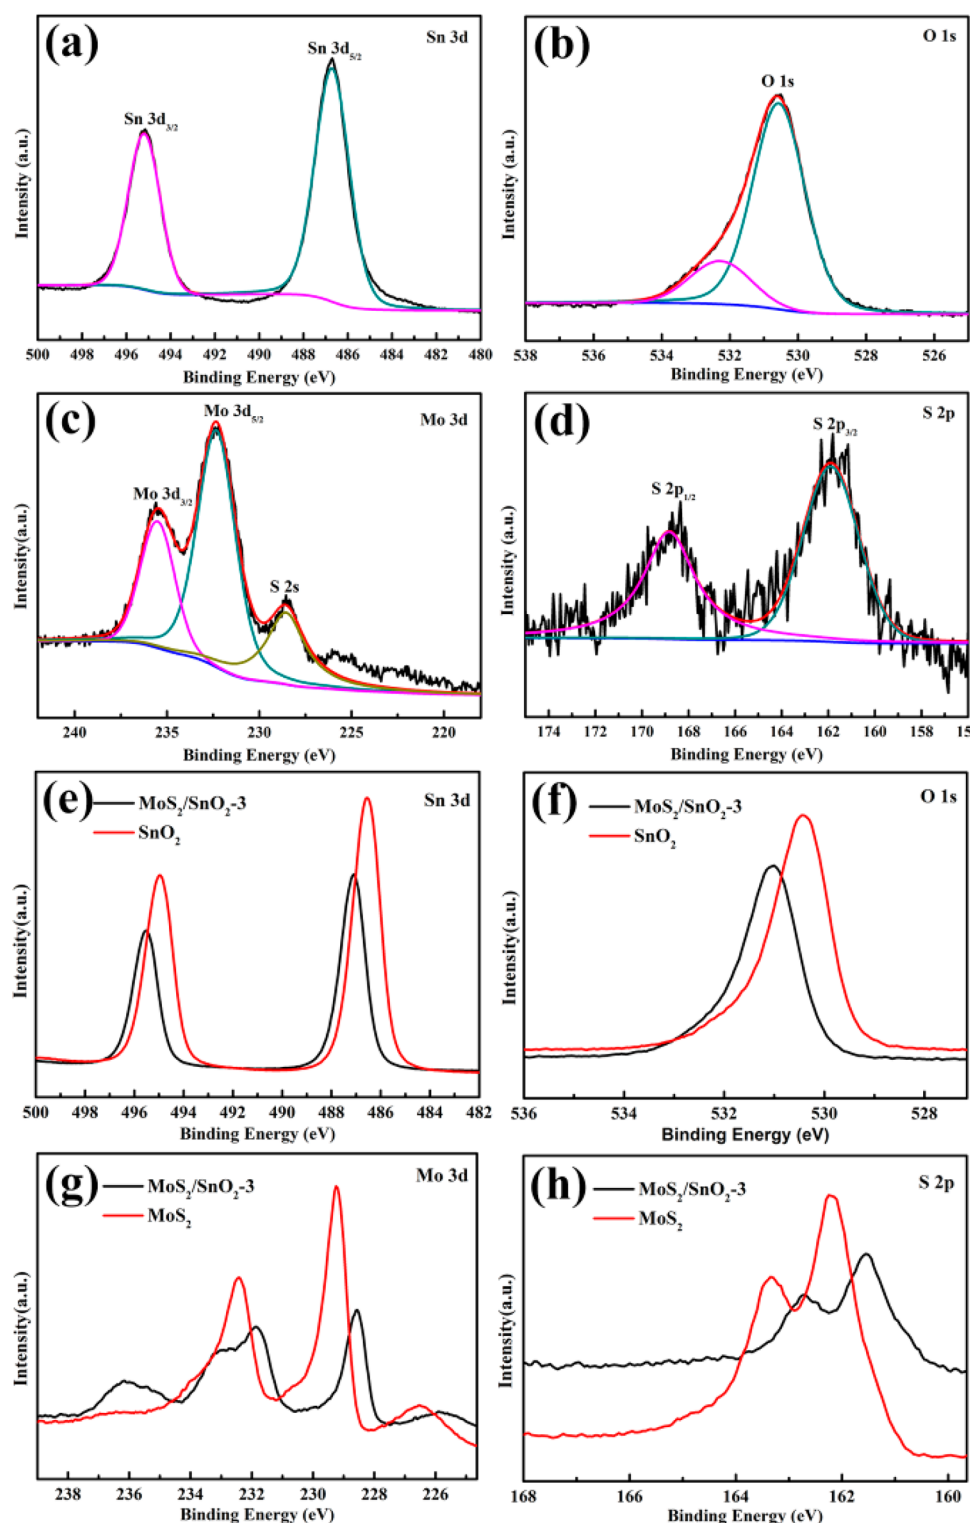 (a)
Sn 3d
Sn 3d5/2
Sn 3d3/2
Intensity (a.u.)
500 498 496 494 492 490 488 486 484 482 480
Binding Energy (eV)
(b)
O 1s
O 1s
Intensity (a.u.)
538 536 534 532 530 528 526
Binding Energy (eV)
(c)
Mo 3d
Mo 3d5/2
Mo 3d3/2
S 2s
Intensity(a.u.)
240 235 230 225 220
Binding Energy (eV)
(d)
S 2p
S 2p3/2
S 2p1/2
Intensity(a.u.)
174 172 170 168 166 164 162 160 158 15
Binding Energy (eV)
(e)
MoS2/SnO2-3
SnO2
Sn 3d
Intensity(a.u.)
500 498 496 494 492 490 488 486 484 482
Binding Energy (eV)
(f)
MoS2/SnO2-3
SnO2
O 1s
Intensity(a.u.)
536 534 532 530 528
Binding Energy (eV)
(g)
MoS2/SnO2-3
MoS2
Mo 3d
Intensity(a.u.)
238 236 234 232 230 228 226
Binding Energy (eV)
(h)
MoS2/SnO2-3
MoS2
S 2p
Intensity(a.u.)
168 166 164 162 160
Binding Energy (eV)